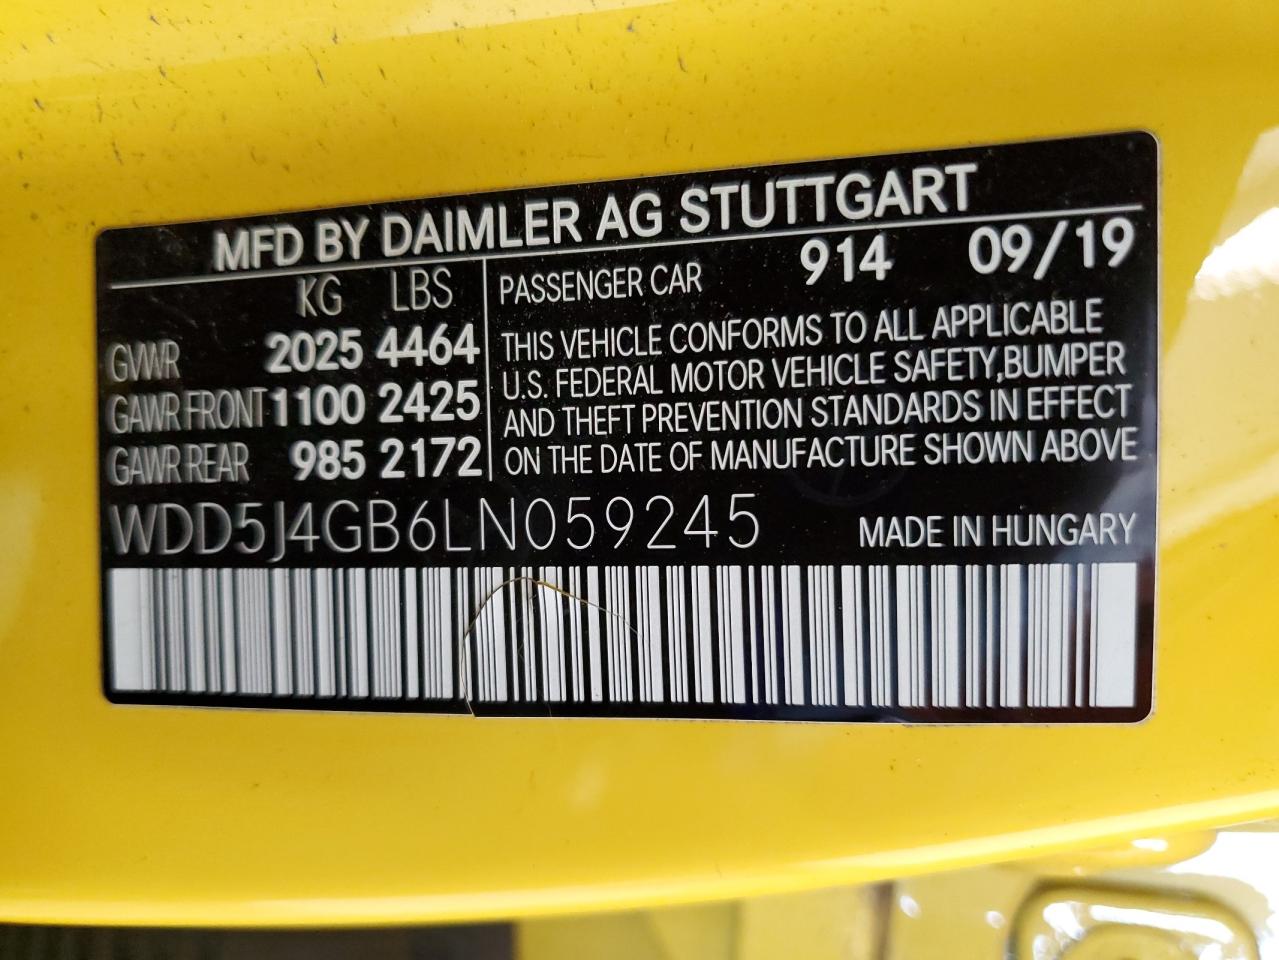 MFD BY DAIMLER AG STUTTGART
KG LBS
GVWR 2025 4464
GAWR FRONT 1100 2425
GAWR REAR 985 2172
PASSENGER CAR 914 09/19
THIS VEHICLE CONFORMS TO ALL APPLICABLE
U.S. FEDERAL MOTOR VEHICLE SAFETY,BUMPER
AND THEFT PREVENTION STANDARDS IN EFFECT
ON THE DATE OF MANUFACTURE SHOWN ABOVE
WDD5J4GB6LN059245 MADE IN HUNGARY